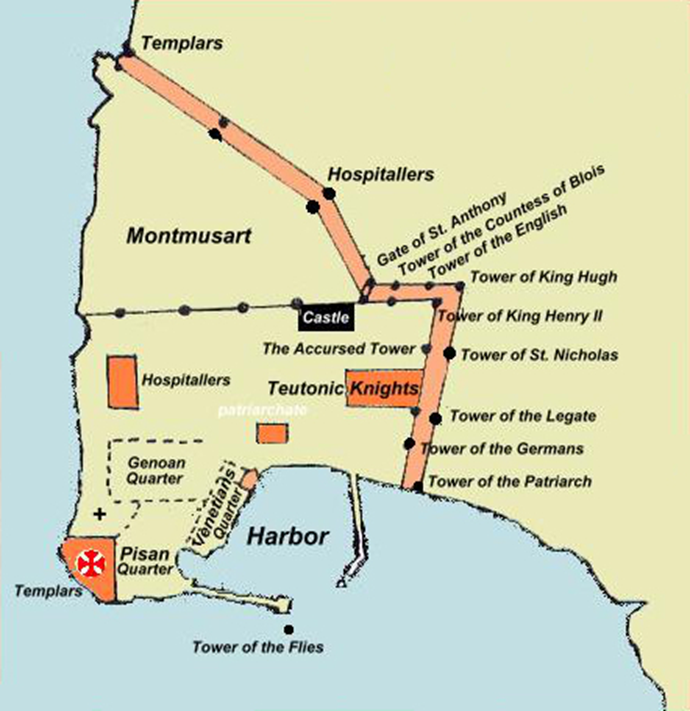 Templars
Hospitallers
Gate of St. Anthony
Tower of the Countess of Blois
Tower of the English
Montmusart
Tower of King Hugh
Castle
Tower of King Henry II
The Accursed Tower
Tower of St. Nicholas
Hospitallers
Teutonic Knights
patriarchate
Tower of the Legate
Tower of the Germans
Genoan
Quarter
Tower of the Patriarch
Venetians
Quarter
Harbor
Pisan
Quarter
Templars
Tower of the Flies